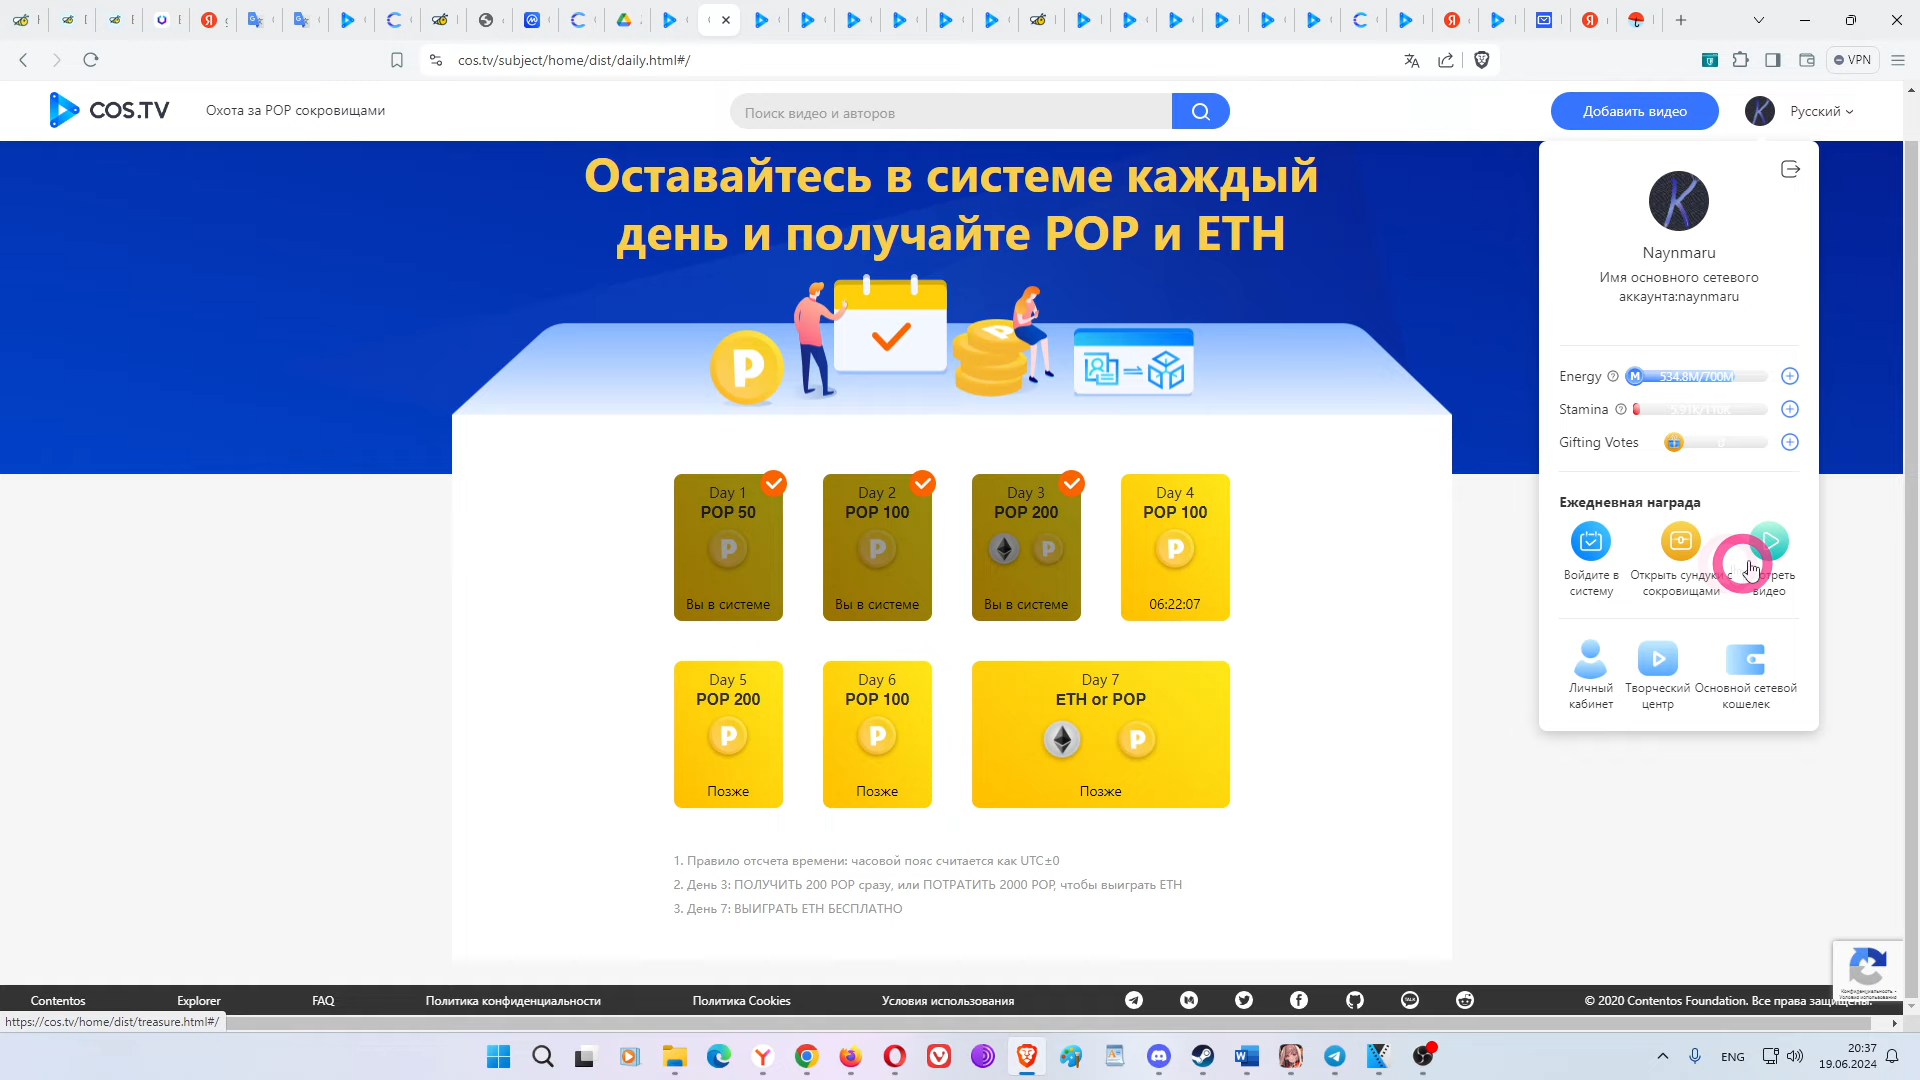 cos.tv/subject/home/dist/daily.html#/
VPN
COS.TV
Охота за POP сокровищами
Поиск видео и авторов
Добавить видео
Русский
Оставайтесь в системе каждый
день и получайте POP и ETH
Naynmaru
Имя основного сетевого
аккаунта:naynmaru
Energy
534.8M/700M
Stamina
Gifting Votes
0
Ежедневная награда
Войдите в
систему
Открыть сундуки с
сокровищами
видео
Личный
кабинет
Творческий
центр
Основной сетевой
кошелек
Day 1
POP 50
Вы в системе
Day 2
POP 100
Вы в системе
Day 3
POP 200
Вы в системе
Day 4
POP 100
06:22:07
Day 5
POP 200
Позже
Day 6
POP 100
Позже
Day 7
ETH or POP
Позже
1. Правило отсчета времени: часовой пояс считается как UTC±0
2. День 3: ПОЛУЧИТЬ 200 POP сразу, или ПОТРАТИТЬ 2000 POP, чтобы выиграть ETH
3. День 7: ВЫИГРАТЬ ETH БЕСПЛАТНО
Contentos
Explorer
FAQ
Политика конфиденциальности
Политика Cookies
Условия использования
© 2020 Contentos Foundation. Все права защищены.
https://cos.tv/home/dist/treasure.html#/
ENG
20:37
19.06.2024